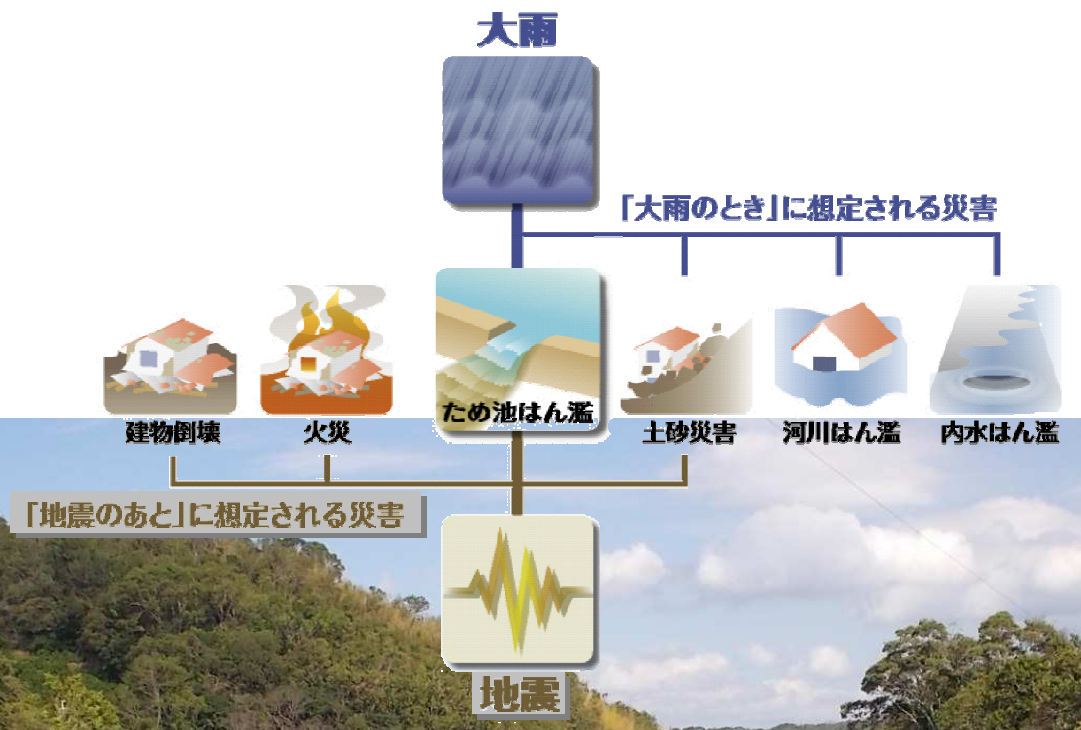 大雨
「大雨のとき」に想定される災害
建物倒壊
火災
ため池はん濫
土砂災害
河川はん濫
内水はん濫
「地震のあと」に想定される災害
地震